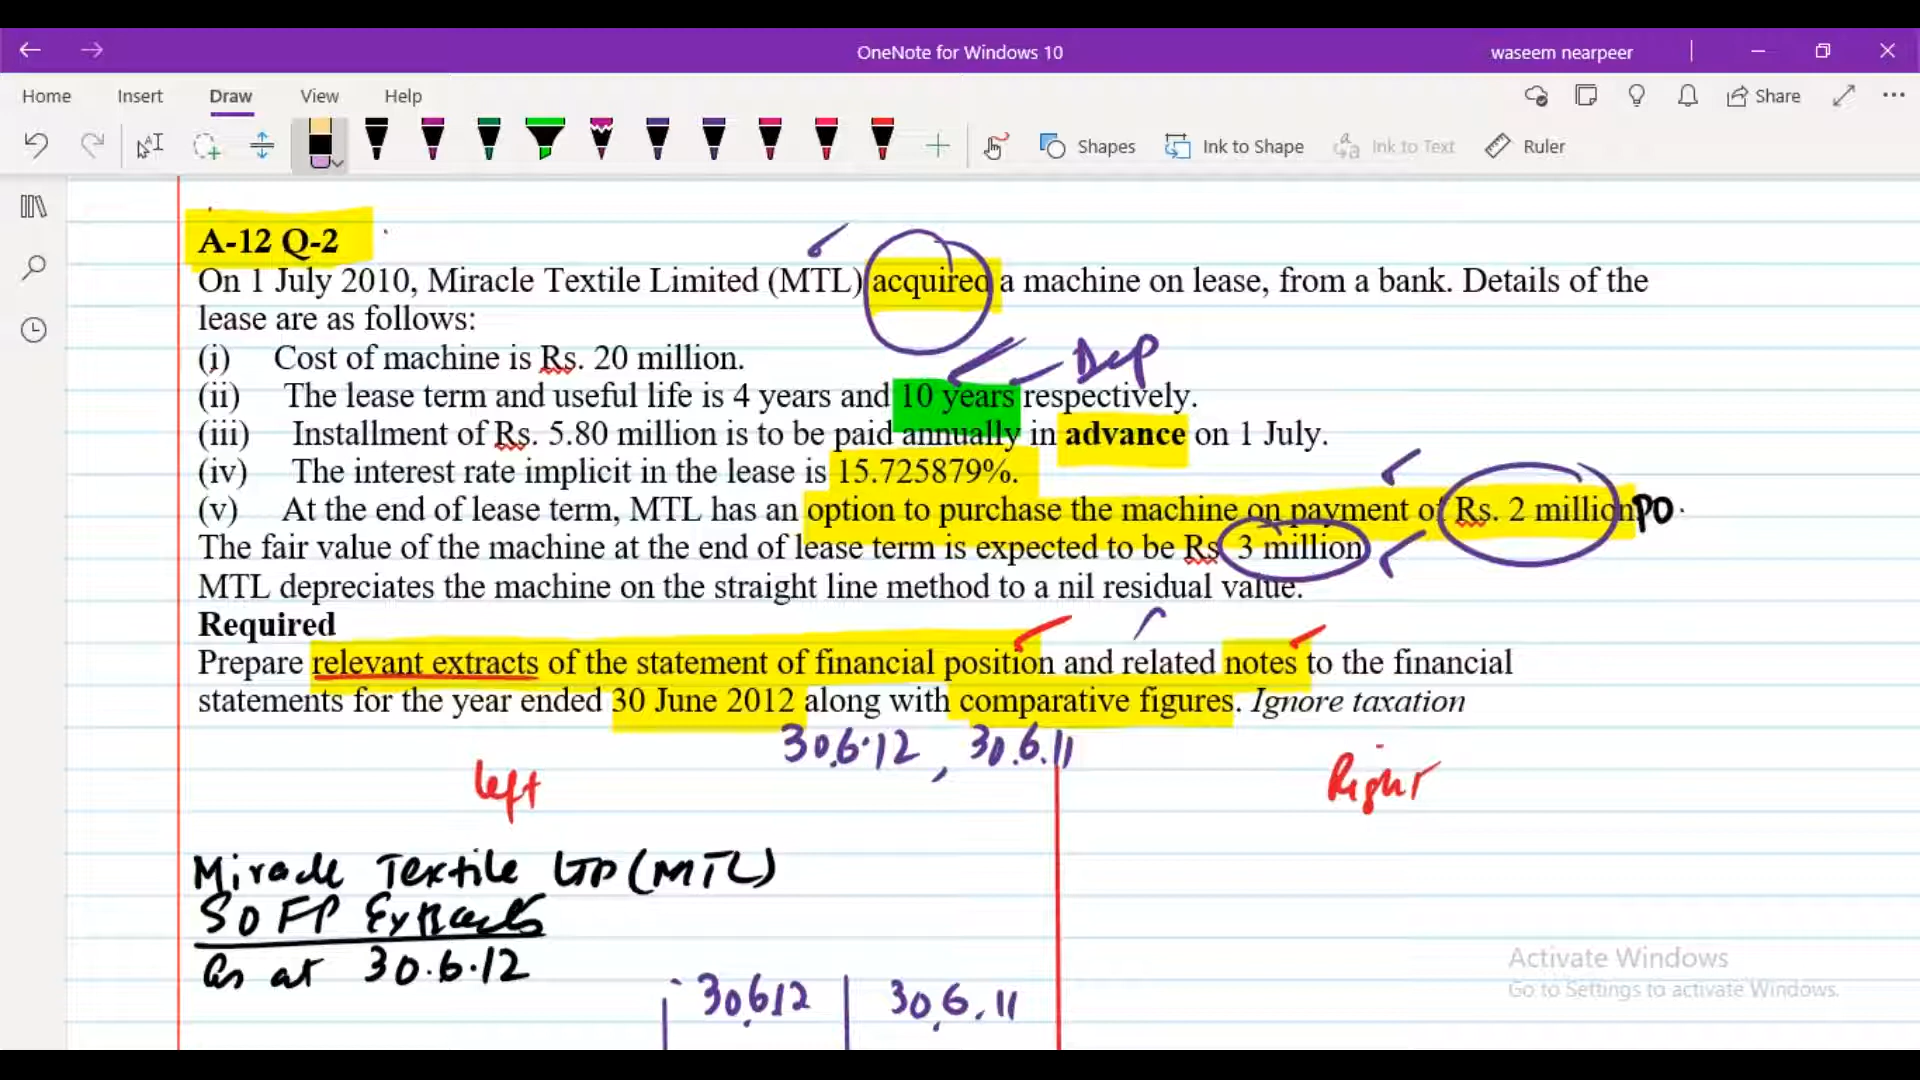 OneNote for Windows 10
waseem nearpeer
Home Insert Draw View Help
Share
Shapes Ink to Shape Ink to Text Ruler
A-12 Q-2
On 1 July 2010, Miracle Textile Limited (MTL) acquired a machine on lease, from a bank. Details of the
lease are as follows:
(i) Cost of machine is Rs. 20 million.
Dep
(ii) The lease term and useful life is 4 years and 10 years respectively.
(iii) Installment of Rs. 5.80 million is to be paid annually in advance on 1 July.
(iv) The interest rate implicit in the lease is 15.725879%.
(v) At the end of lease term, MTL has an option to purchase the machine on payment of Rs. 2 million PO.
The fair value of the machine at the end of lease term is expected to be Rs 3 million
MTL depreciates the machine on the straight line method to a nil residual value.
Required
Prepare relevant extracts of the statement of financial position and related notes to the financial
statements for the year ended 30 June 2012 along with comparative figures. Ignore taxation
30.6.12, 30.6.11
left
Right
Miracle Textile LTD (MTL)
SOFP Extracts
as at 30.6.12
30.6.12 30.6.11
Activate Windows
Go to Settings to activate Windows.